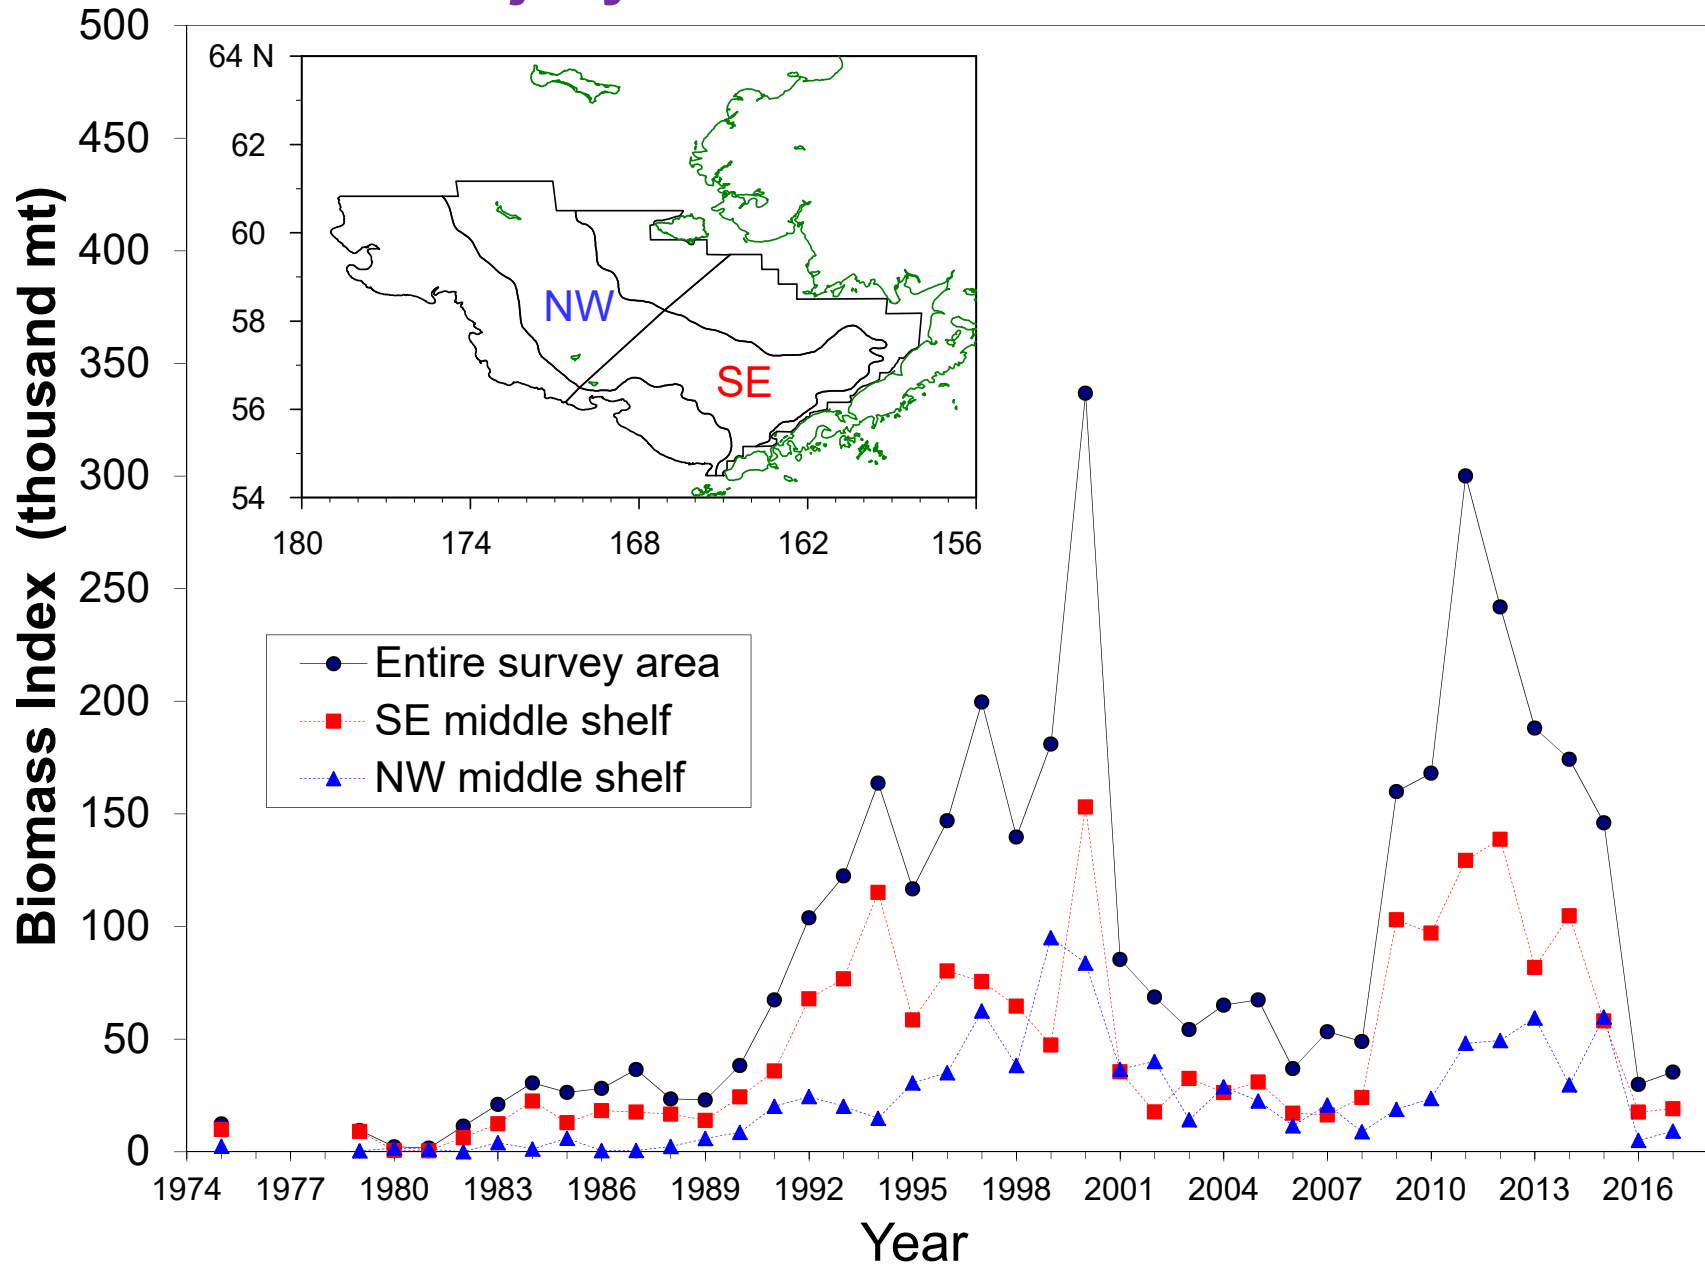 500
450
400
350
300
250
200
150
100
50
0
Biomass Index (thousand mt)
64 N
62
60
58
56
54
180 174 168 162 156
NW
SE
Entire survey area
SE middle shelf
NW middle shelf
1974 1977 1980 1983 1986 1989 1992 1995 1998 2001 2004 2007 2010 2013 2016
Year